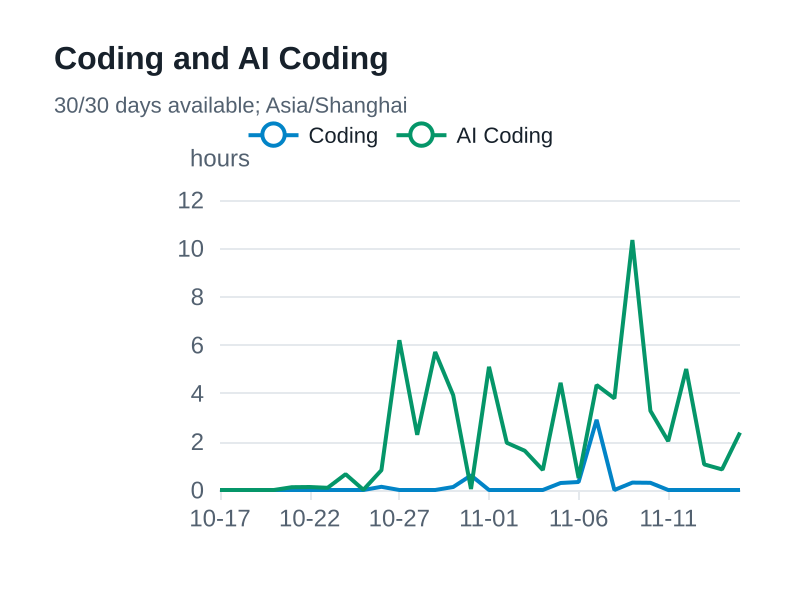 Coding and AI Coding
30/30 days available; Asia/Shanghai
Coding AI Coding
hours
12
10
8
6
4
2
0
10-17 10-22 10-27 11-01 11-06 11-11